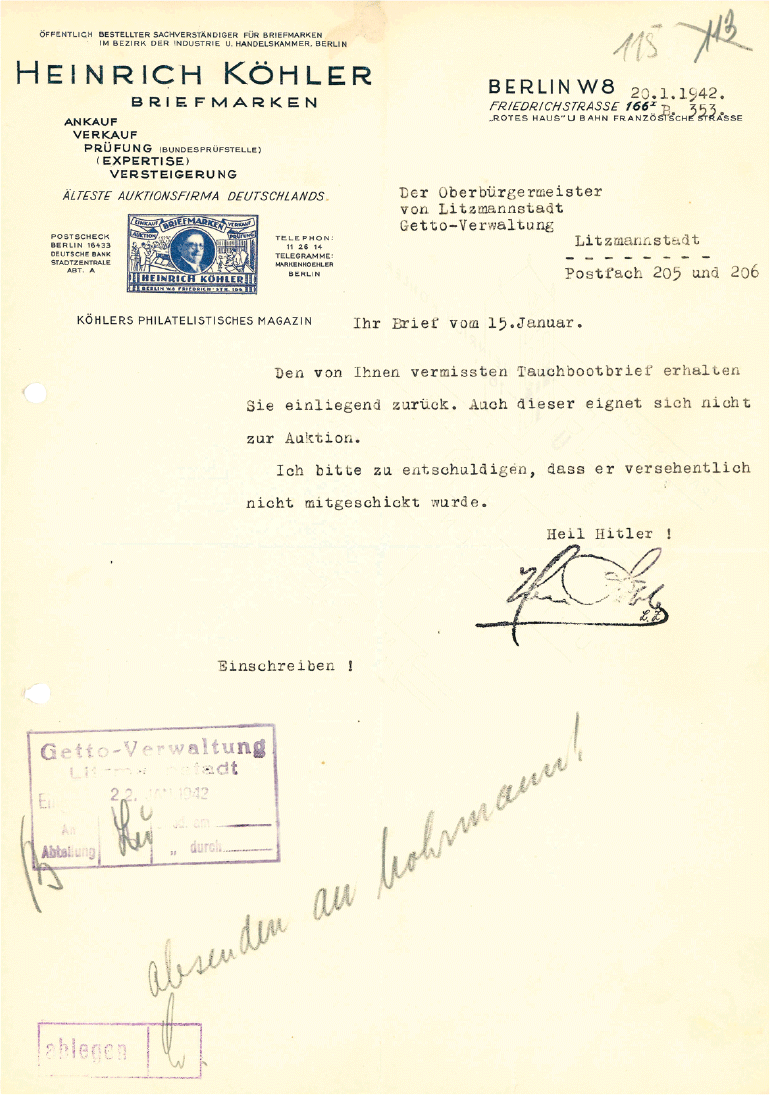 115 113
ÖFFENTLICH BESTELLTER SACHVERSTÄNDIGER FÜR BRIEFMARKEN
IM BEZIRK DER INDUSTRIE U. HANDELSKAMMER, BERLIN
HEINRICH KÖHLER
BRIEFMARKEN
ANKAUF
VERKAUF
PRÜFUNG (BUNDESPRÜFSTELLE)
(EXPERTISE)
VERSTEIGERUNG
ÄLTESTE AUKTIONSFIRMA DEUTSCHLANDS
BERLIN W8 20.1.1942.
FRIEDRICHSTRASSE 166I B. 353.
„ROTES HAUS" U BAHN FRANZÖSISCHE STRASSE
POSTSCHECK
BERLIN 16433
DEUTSCHE BANK
STADTZENTRALE
ABT. A
EINKAUF BRIEFMARKEN VERKAUF
AUKTION PRÜFUNG
HEINRICH KÖHLER
BERLIN W8 FRIEDRICH-STR. 166
TELEPHON:
11 26 14
TELEGRAMME:
MARKENKOEHLER
BERLIN
KÖHLERS PHILATELISTISCHES MAGAZIN
Der Oberbürgermeister
von Litzmannstadt
Getto-Verwaltung
Litzmannstadt
- - - - - - - -
Postfach 205 und 206
Ihr Brief vom 15.Januar.
Den von Ihnen vermissten Tauchbootbrief erhalten
Sie einliegend zurück. Auch dieser eignet sich nicht
zur Auktion.
Ich bitte zu entschuldigen, dass er versehentlich
nicht mitgeschickt wurde.
Heil Hitler !
Einschreiben !
Getto-Verwaltung
Litzmannstadt
22. JAN 1942
An
Abteilung
„ durch
absenden an Mohrmann!
ablegen